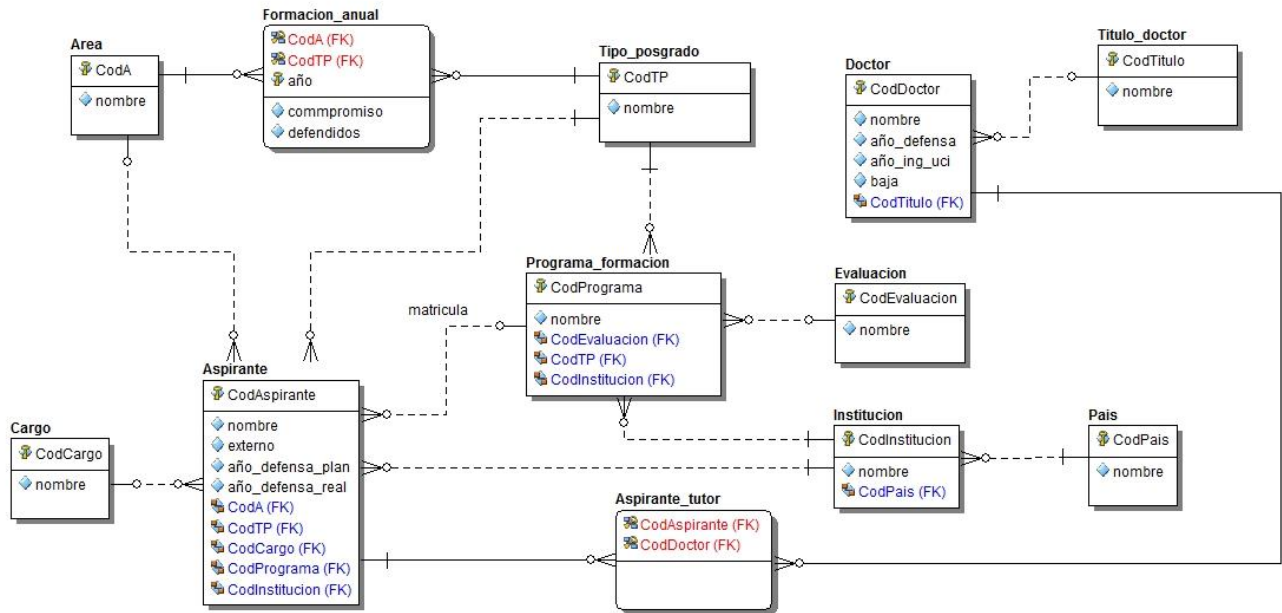 Formacion_anual
CodA (FK)
CodTP (FK)
año
commpromiso
defendidos
Area
CodA
nombre
Tipo_posgrado
CodTP
nombre
Doctor
CodDoctor
nombre
año_defensa
año_ing_uci
baja
CodTitulo (FK)
Titulo_doctor
CodTitulo
nombre
Programa_formacion
CodPrograma
nombre
CodEvaluacion (FK)
CodTP (FK)
CodInstitucion (FK)
Evaluacion
CodEvaluacion
nombre
matricula
Aspirante
CodAspirante
nombre
externo
año_defensa_plan
año_defensa_real
CodA (FK)
CodTP (FK)
CodCargo (FK)
CodPrograma (FK)
CodInstitucion (FK)
Cargo
CodCargo
nombre
Institucion
CodInstitucion
nombre
CodPais (FK)
Pais
CodPais
nombre
Aspirante_tutor
CodAspirante (FK)
CodDoctor (FK)